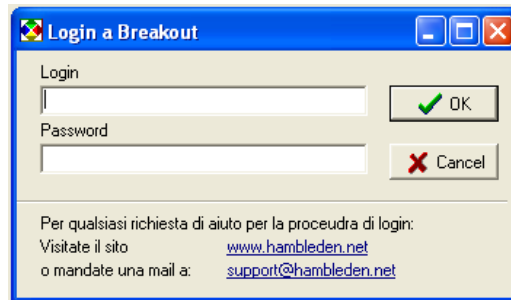 Login a Breakout
Login
OK
Password
Cancel
Per qualsiasi richiesta di aiuto per la proceudra di login:
Visitate il sito www.hambleden.net
o mandate una mail a: support@hambleden.net